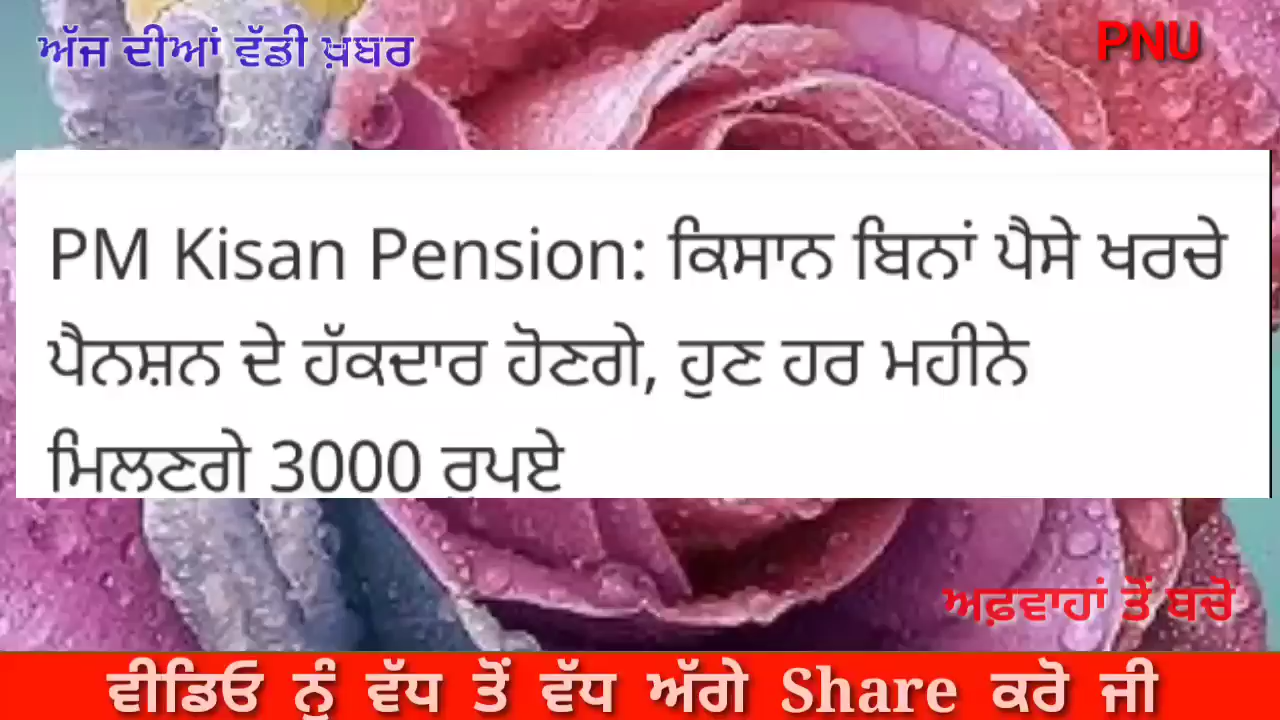 ਅੱਜ ਦੀਆਂ ਵੱਡੀ ਖ਼ਬਰ
PNU
PM Kisan Pension: ਕਿਸਾਨ ਬਿਨਾਂ ਪੈਸੇ ਖਰਚੇ
ਪੈਨਸ਼ਨ ਦੇ ਹੱਕਦਾਰ ਹੋਣਗੇ, ਹੁਣ ਹਰ ਮਹੀਨੇ
ਮਿਲਣਗੇ 3000 ਰੁਪਏ
ਅਫ਼ਵਾਹਾਂ ਤੋਂ ਬਚੋ
ਵੀਡਿਓ ਨੂੰ ਵੱਧ ਤੋਂ ਵੱਧ ਅੱਗੇ Share ਕਰੋ ਜੀ